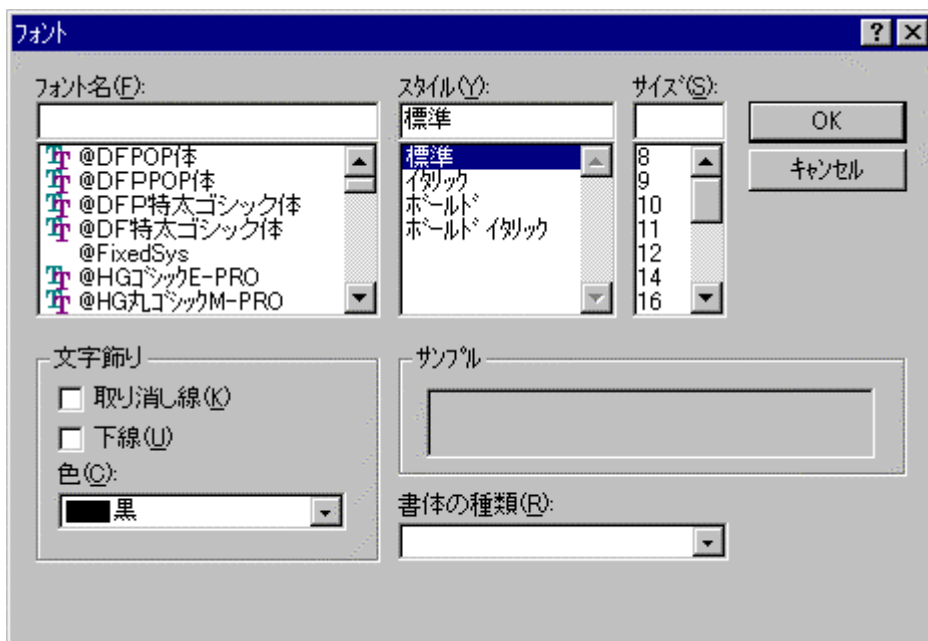 フォント
フォント名(F):
@DFPOP体
@DFPPOP体
@DFP特太ゴシック体
@DF特太ゴシック体
@FixedSys
@HGｺﾞｼｯｸE-PRO
@HG丸ｺﾞｼｯｸM-PRO
スタイル(Y):
標準
標準
ｲﾀﾘｯｸ
ﾎﾞｰﾙﾄﾞ
ﾎﾞｰﾙﾄﾞ ｲﾀﾘｯｸ
サイズ(S):
8
9
10
11
12
14
16
OK
キャンセル
文字飾り
取り消し線(K)
下線(U)
色(C):
黒
サンプル
書体の種類(R):